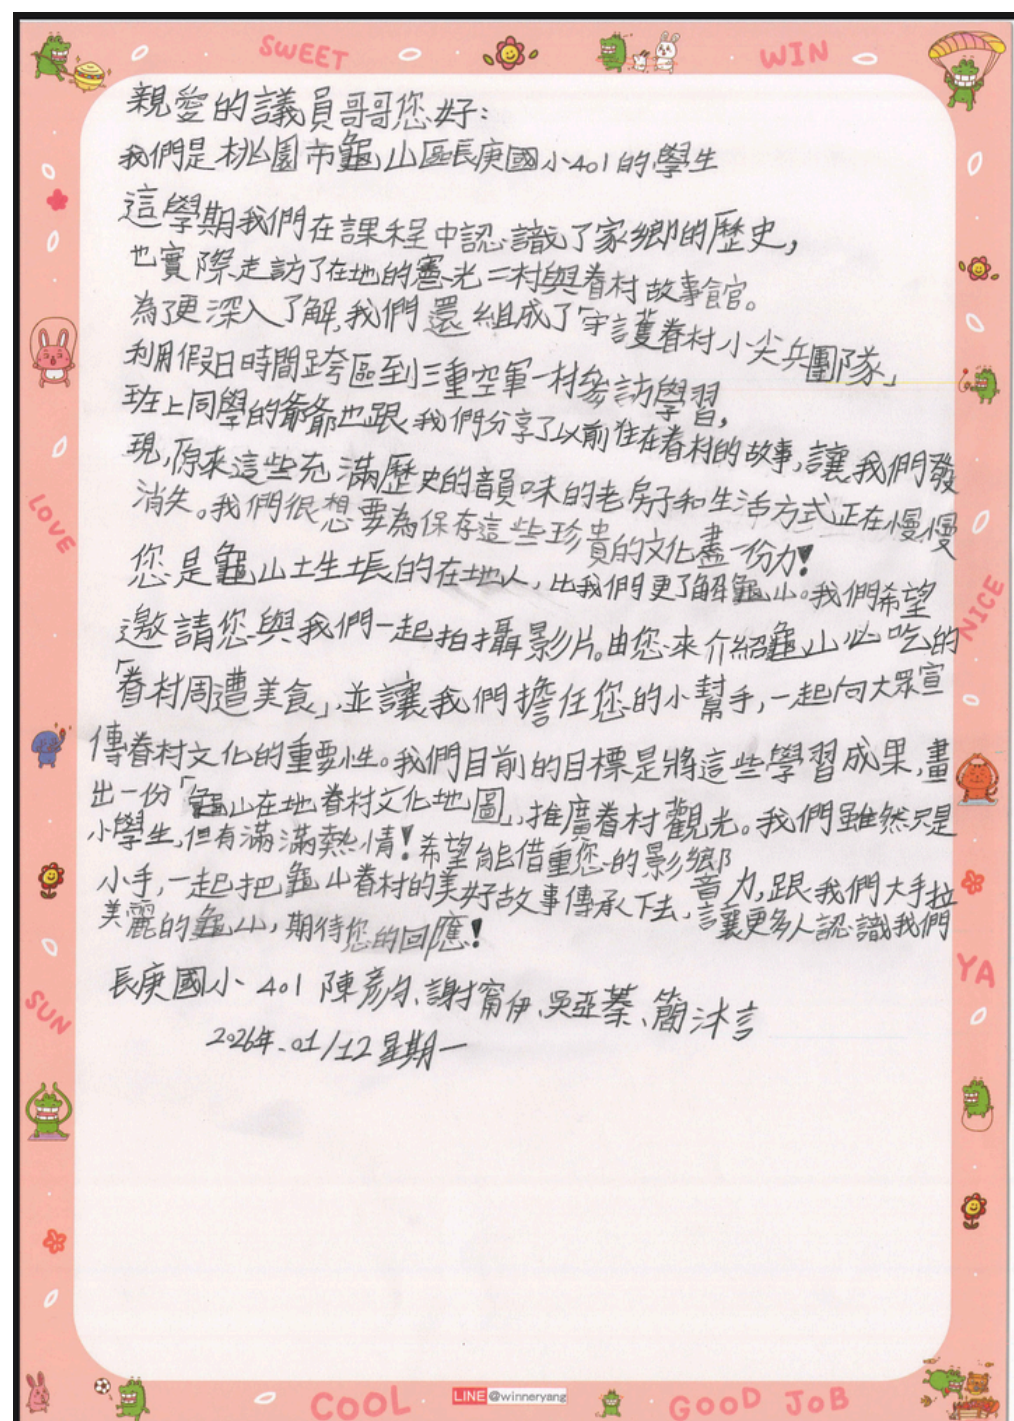 SWEET
WIN
親愛的議員哥哥您好：
我們是桃園市龜山區長庚國小401的學生
這學期我們在課程中認識了家鄉的歷史，
也實際走訪了在地的憲光二村與眷村故事館。
為了更深入了解，我們還組成了「守護眷村小尖兵團隊」
利用假日時間跨區到三重空軍一村參訪學習，
班上同學的爺爺也跟我們分享了以前住在眷村的故事，讓我們發
現，原來這些充滿歷史的韻味的老房子和生活方式正在慢慢
消失。我們很想要為保存這些珍貴的文化盡一份力！
您是龜山土生土長的在地人，比我們更了解龜山。我們希望
邀請您與我們一起拍攝影片。由您來介紹龜山必吃的
「眷村周遭美食」，並讓我們擔任您的小幫手，一起向大眾宣
傳眷村文化的重要性。我們目前的目標是將這些學習成果，畫
出一份「龜山在地眷村文化地圖」，推廣眷村觀光。我們雖然只是
小學生，但有滿滿熱情！希望能借重您的影鄉
音力，跟我們大手拉
小手，一起把龜山眷村的美好故事傳承下去，讓更多人認識我們
美麗的龜山，期待您的回應！
長庚國小 401 陳彥均、謝甯伊、吳亞蓁、簡沐言
2026年.01/12星期一
LOVE
NICE
SUN
YA
COOL
LINE @winneryang
GOOD JOB